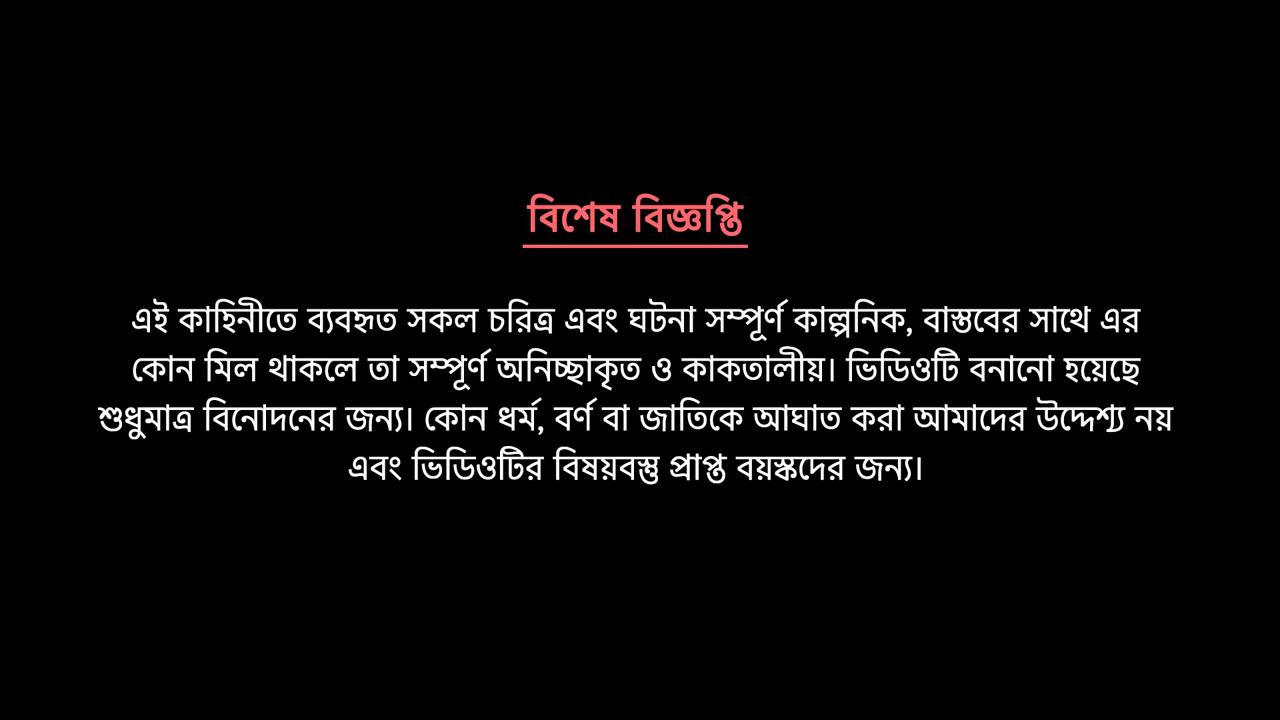 বিশেষ বিজ্ঞপ্তি
এই কাহিনীতে ব্যবহৃত সকল চরিত্র এবং ঘটনা সম্পূর্ণ কাল্পনিক, বাস্তবের সাথে এর
কোন মিল থাকলে তা সম্পূর্ণ অনিচ্ছাকৃত ও কাকতালীয়। ভিডিওটি বনানো হয়েছে
শুধুমাত্র বিনোদনের জন্য। কোন ধর্ম, বর্ণ বা জাতিকে আঘাত করা আমাদের উদ্দেশ্য নয়
এবং ভিডিওটির বিষয়বস্তু প্রাপ্ত বয়স্কদের জন্য।